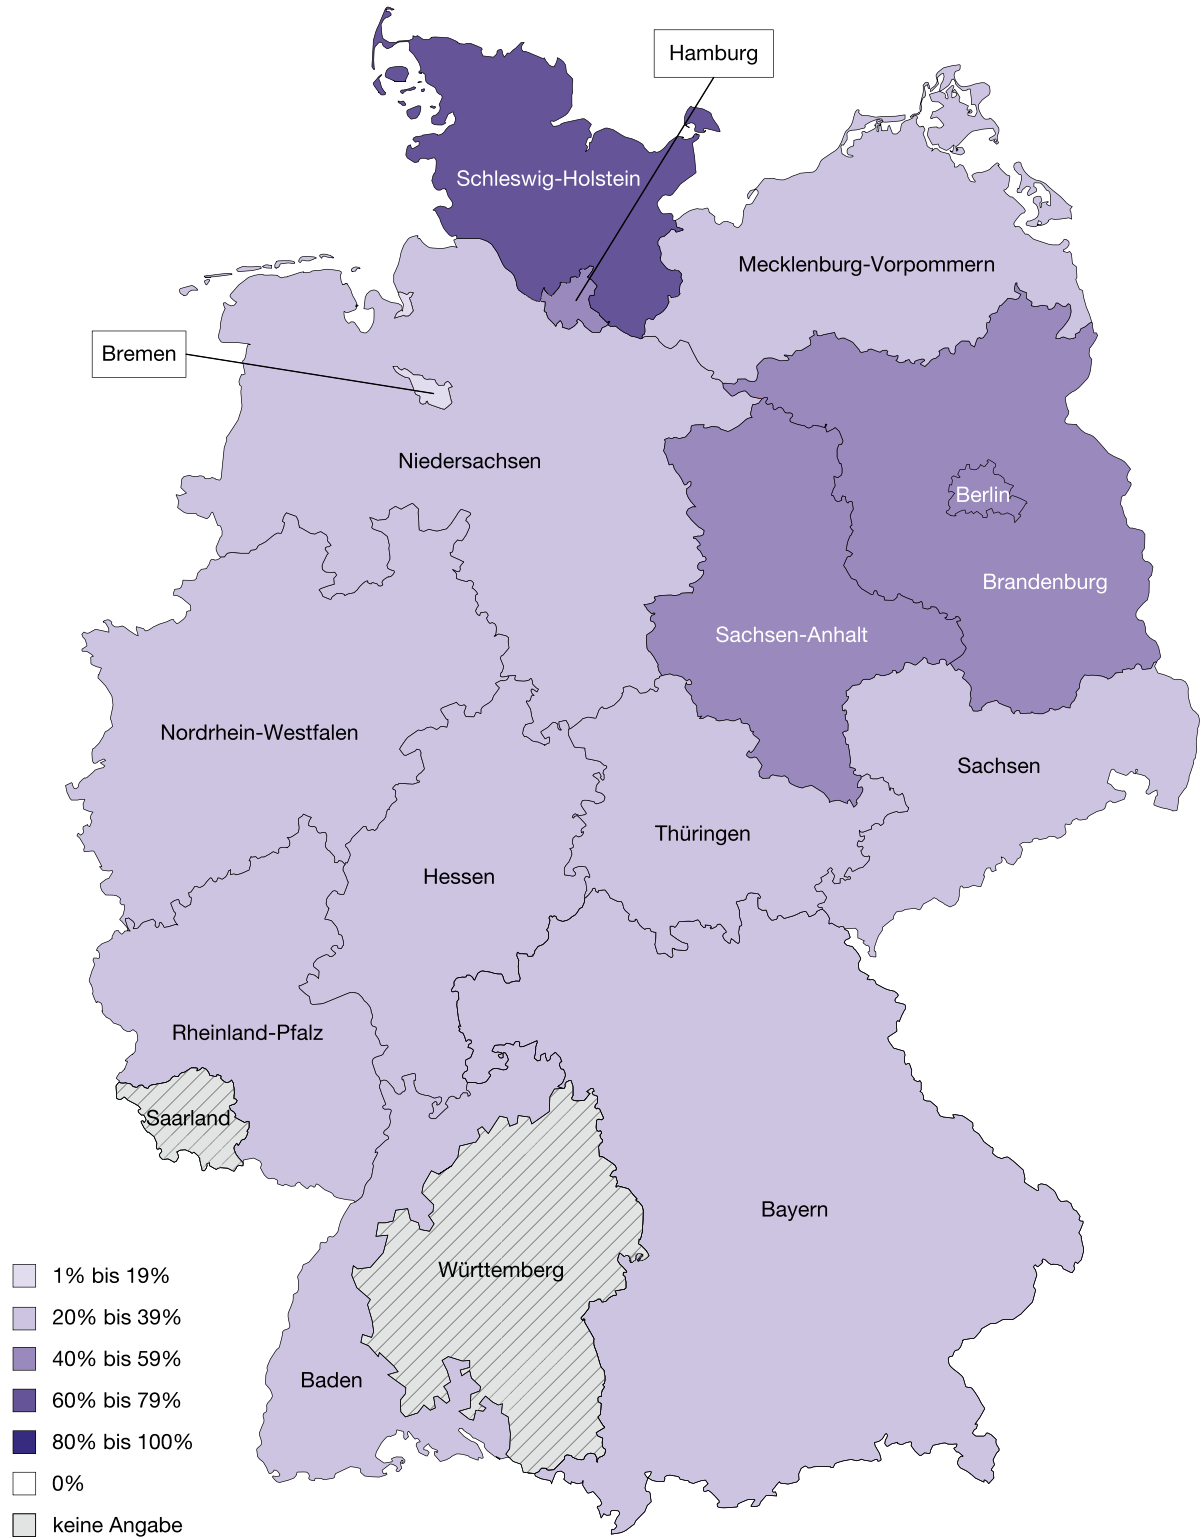 Hamburg
Schleswig-Holstein
Mecklenburg-Vorpommern
Bremen
Niedersachsen
Berlin
Brandenburg
Sachsen-Anhalt
Nordrhein-Westfalen
Sachsen
Thüringen
Hessen
Rheinland-Pfalz
Saarland
Bayern
Württemberg
Baden
1% bis 19%
20% bis 39%
40% bis 59%
60% bis 79%
80% bis 100%
0%
keine Angabe